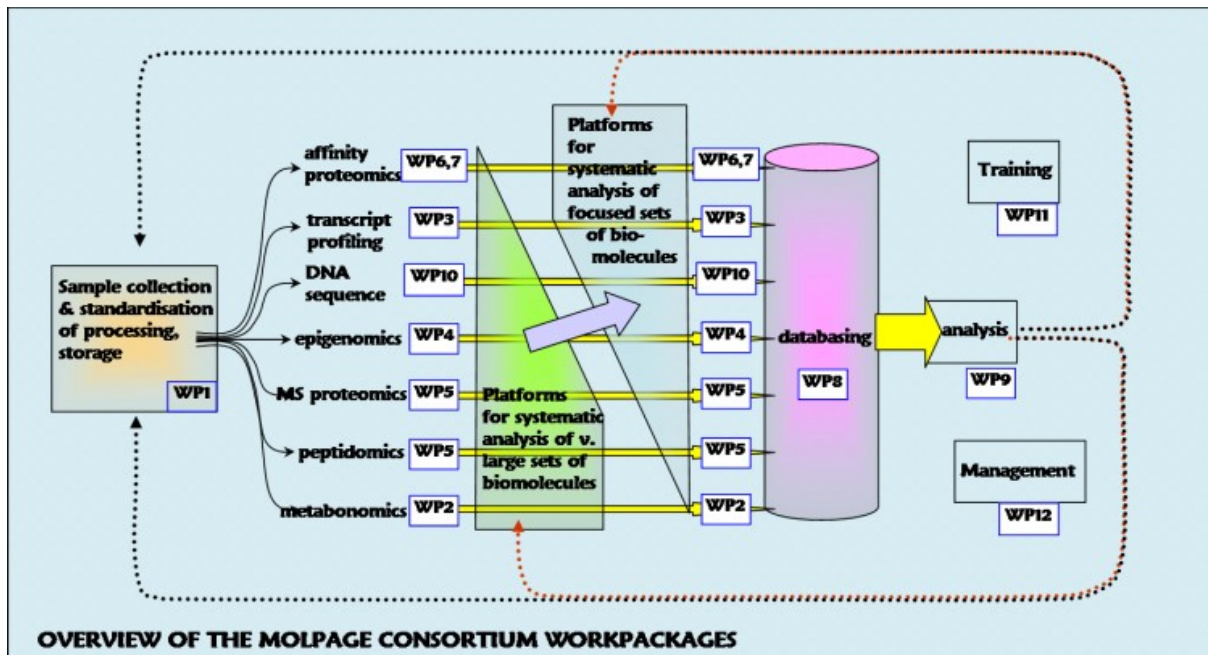 affinity
proteomics
WP6,7
transcript
profiling
WP3
DNA
sequence
WP10
epigenomics
WP4
MS proteomics
WP5
peptidomics
WP5
metabonomics
WP2
Sample collection
& standardisation
of processing,
storage
WP1
Platforms
for systematic
analysis of v.
large sets of
biomolecules
Platforms
for
systematic
analysis of
focused sets
of bio-
molecules
WP6,7
WP3
WP10
WP4
WP5
WP5
WP2
databasing
WP8
analysis
WP9
Training
WP11
Management
WP12
OVERVIEW OF THE MOLPAGE CONSORTIUM WORKPACKAGES